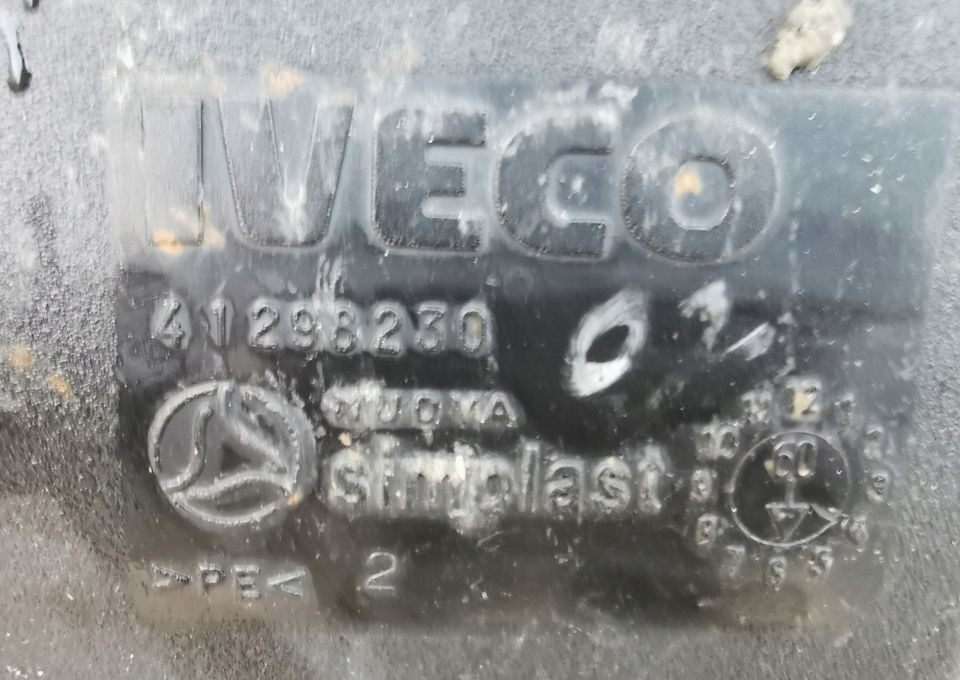 IVECO
41298230
NUOVA
simplast
>PE< 2